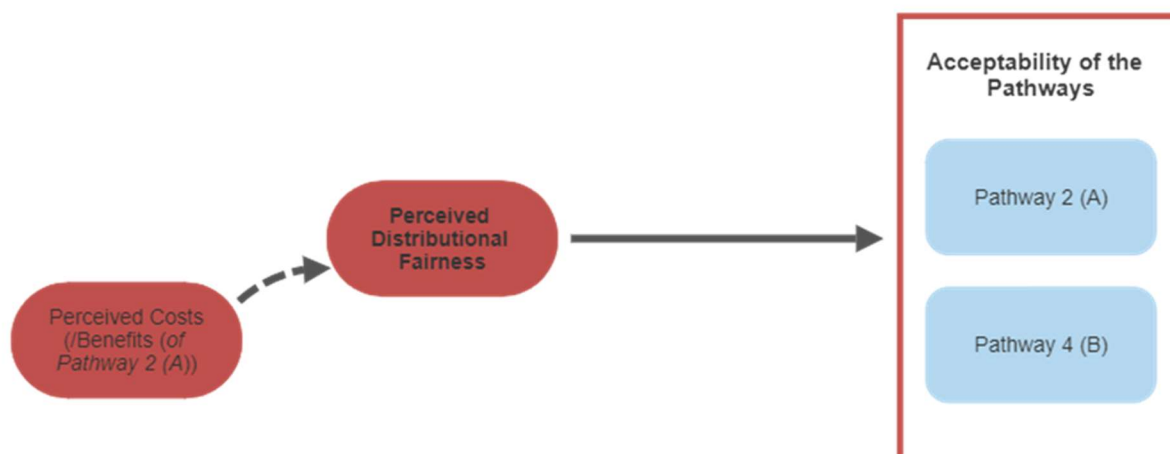 Acceptability of the
Pathways
Pathway 2 (A)
Perceived
Distributional
Fairness
Perceived Costs
(/Benefits (of
Pathway 2 (A))
Pathway 4 (B)